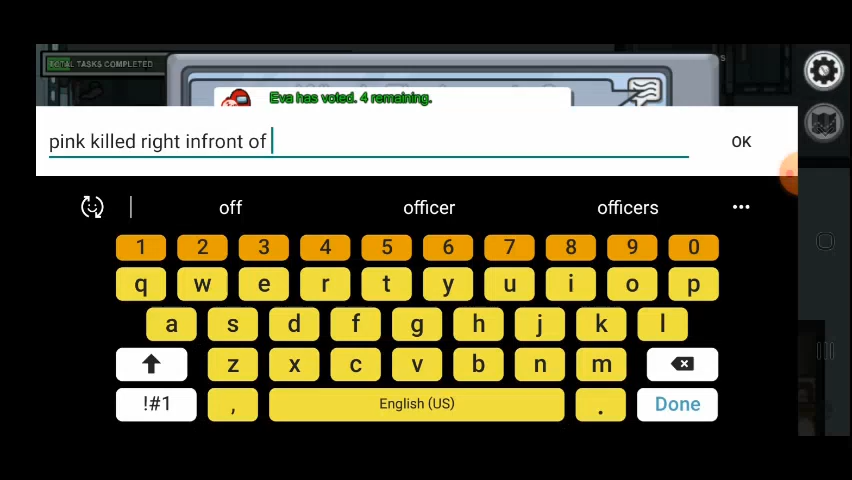 TOTAL TASKS COMPLETED
Eva has voted. 4 remaining.
pink killed right infront of
OK
off officer officers
1 2 3 4 5 6 7 8 9 0
q w e r t y u i o p
a s d f g h j k l
z x c v b n m
!#1 , English (US) . Done